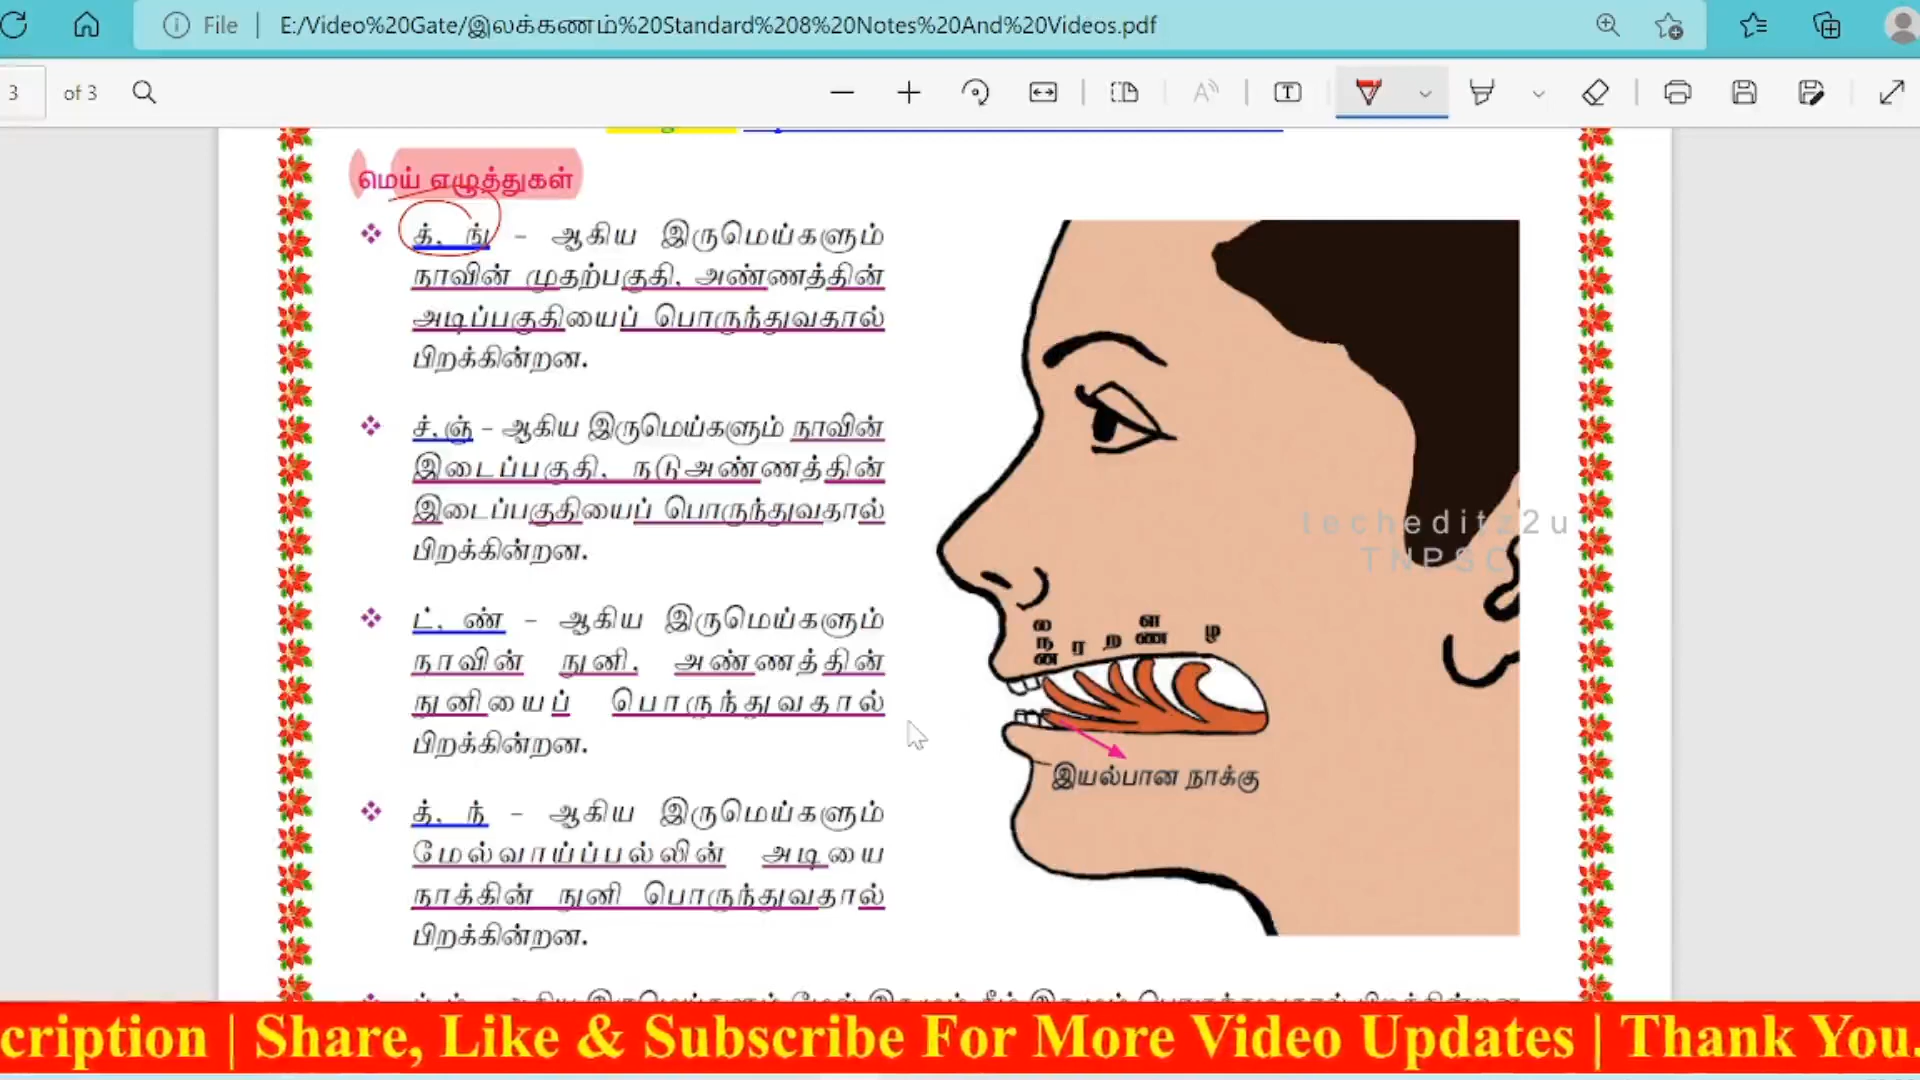 File
E:/Video%20Gate/இலக்கணம்%20Standard%208%20Notes%20And%20Videos.pdf
3 of 3
மெய் எழுத்துகள்
❖ த், ங் – ஆகிய இருமெய்களும்
நாவின் முதற்பகுதி, அண்ணத்தின்
அடிப்பகுதியைப் பொருந்துவதால்
பிறக்கின்றன.
❖ ச்,ஞ் – ஆகிய இருமெய்களும் நாவின்
இடைப்பகுதி, நடுஅண்ணத்தின்
இடைப்பகுதியைப் பொருந்துவதால்
பிறக்கின்றன.
❖ ட், ண் – ஆகிய இருமெய்களும்
நாவின் நுனி, அண்ணத்தின்
நுனியைப் பொருந்துவதால்
பிறக்கின்றன.
❖ த், ந் – ஆகிய இருமெய்களும்
மேல்வாய்ப்பல்லின் அடியை
நாக்கின் நுனி பொருந்துவதால்
பிறக்கின்றன.
techeditz2u
TNPSC
ல ள
ந ர ற ண ழ
ன
இயல்பான நாக்கு
cription | Share, Like & Subscribe For More Video Updates | Thank You.